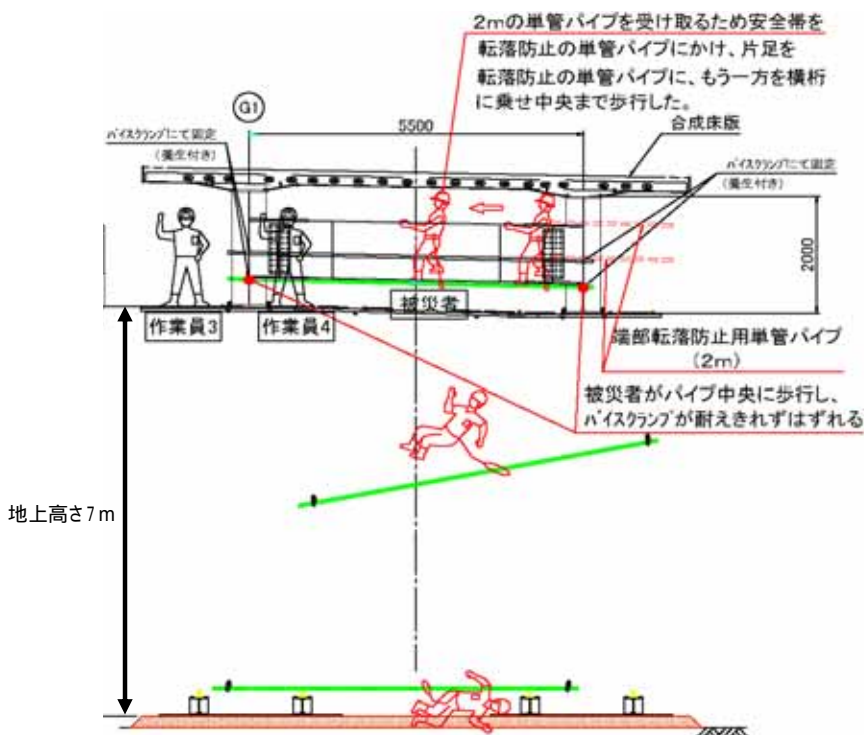 2mの単管パイプを受け取るため安全帯を
転落防止の単管パイプにかけ、片足を
転落防止の単管パイプに、もう一方を横桁
に乗せ中央まで歩行した。
G1
5500
合成床版
バイスクランプにて固定
(養生付き)
バイスクランプにて固定
(養生付き)
2000
被災者
作業員3
作業員4
端部転落防止用単管パイプ
(2m)
被災者がパイプ中央に歩行し、
バイスクランプが耐えきれずはずれる
地上高さ7m